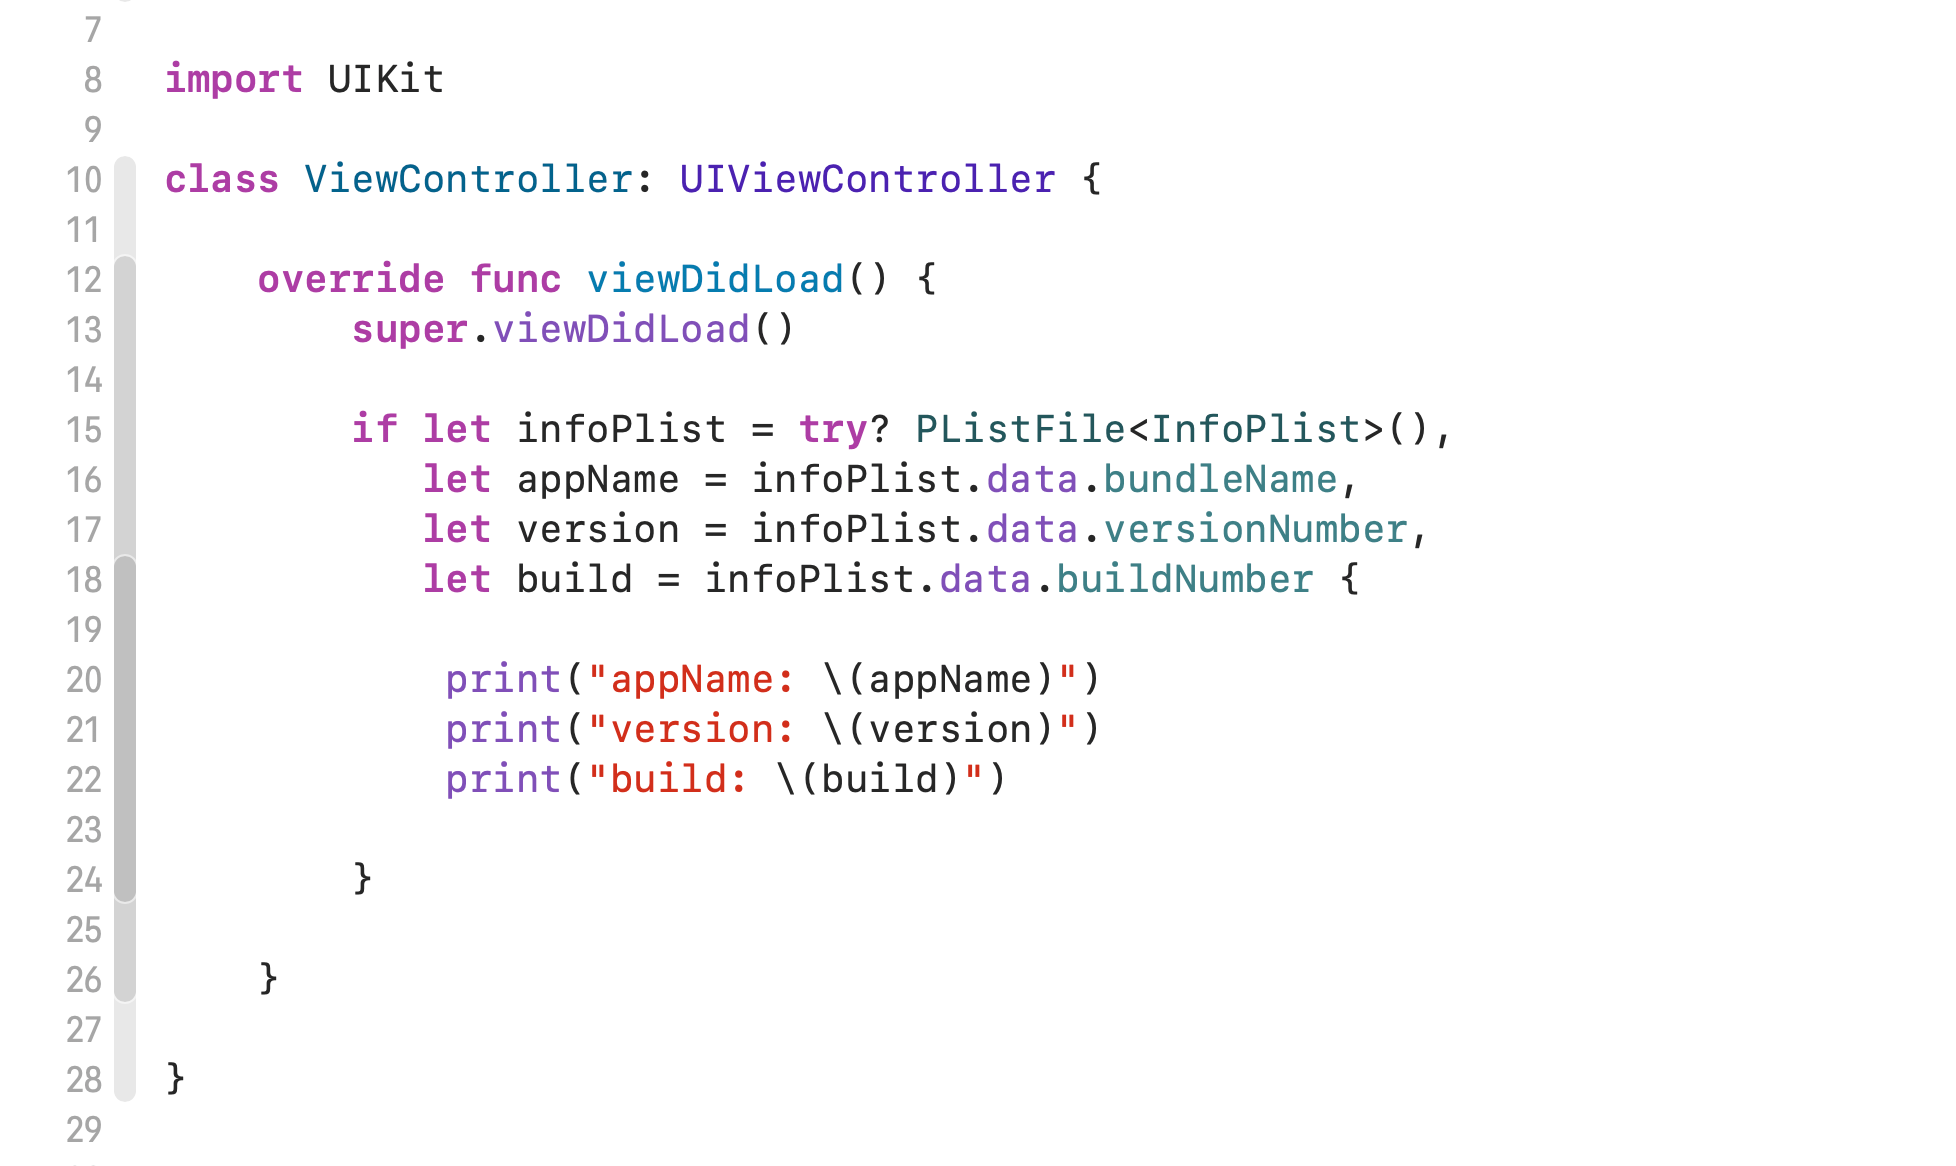 7
8 import UIKit
9
10 class ViewController: UIViewController {
11
12     override func viewDidLoad() {
13         super.viewDidLoad()
14
15         if let infoPlist = try? PListFile<InfoPlist>(),
16            let appName = infoPlist.data.bundleName,
17            let version = infoPlist.data.versionNumber,
18            let build = infoPlist.data.buildNumber {
19
20             print("appName: \(appName)")
21             print("version: \(version)")
22             print("build: \(build)")
23
24         }
25
26     }
27
28 }
29